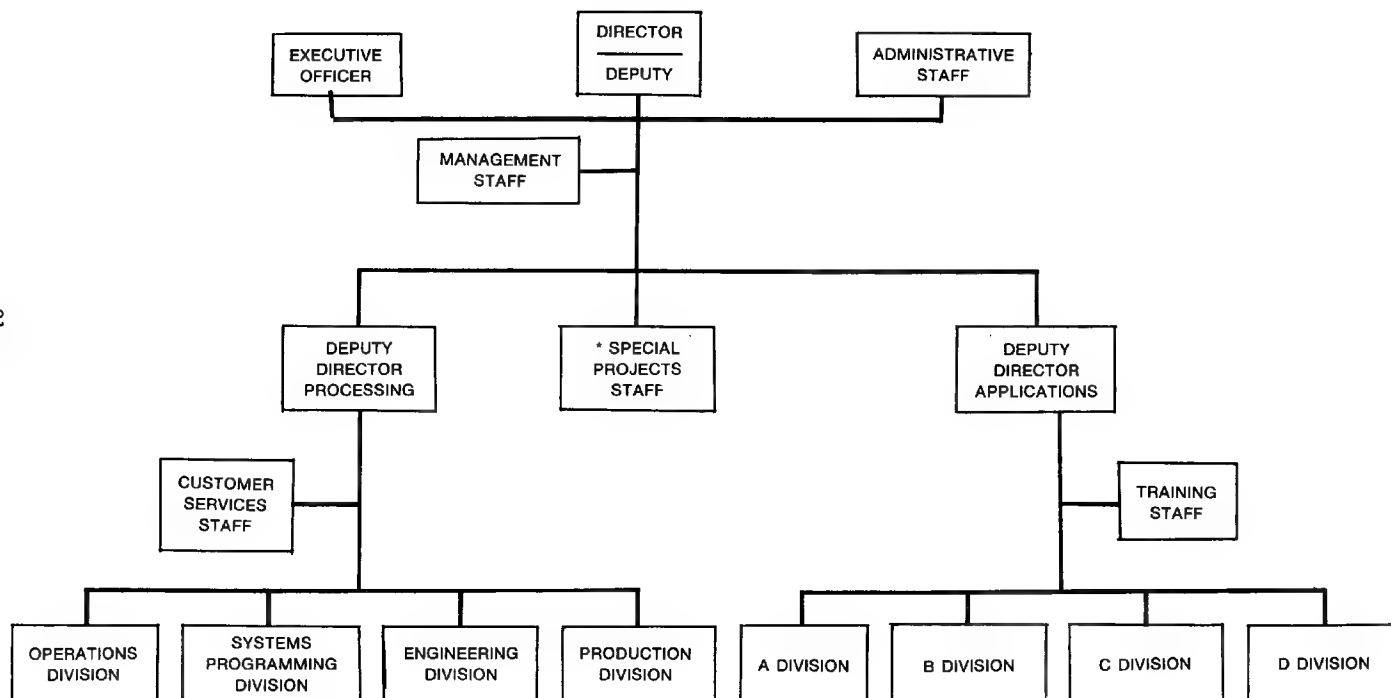 DIRECTOR
DEPUTY
EXECUTIVE
OFFICER
ADMINISTRATIVE
STAFF
MANAGEMENT
STAFF
DEPUTY
DIRECTOR
PROCESSING
* SPECIAL
PROJECTS
STAFF
DEPUTY
DIRECTOR
APPLICATIONS
CUSTOMER
SERVICES
STAFF
TRAINING
STAFF
OPERATIONS
DIVISION
SYSTEMS
PROGRAMMING
DIVISION
ENGINEERING
DIVISION
PRODUCTION
DIVISION
A DIVISION
B DIVISION
C DIVISION
D DIVISION